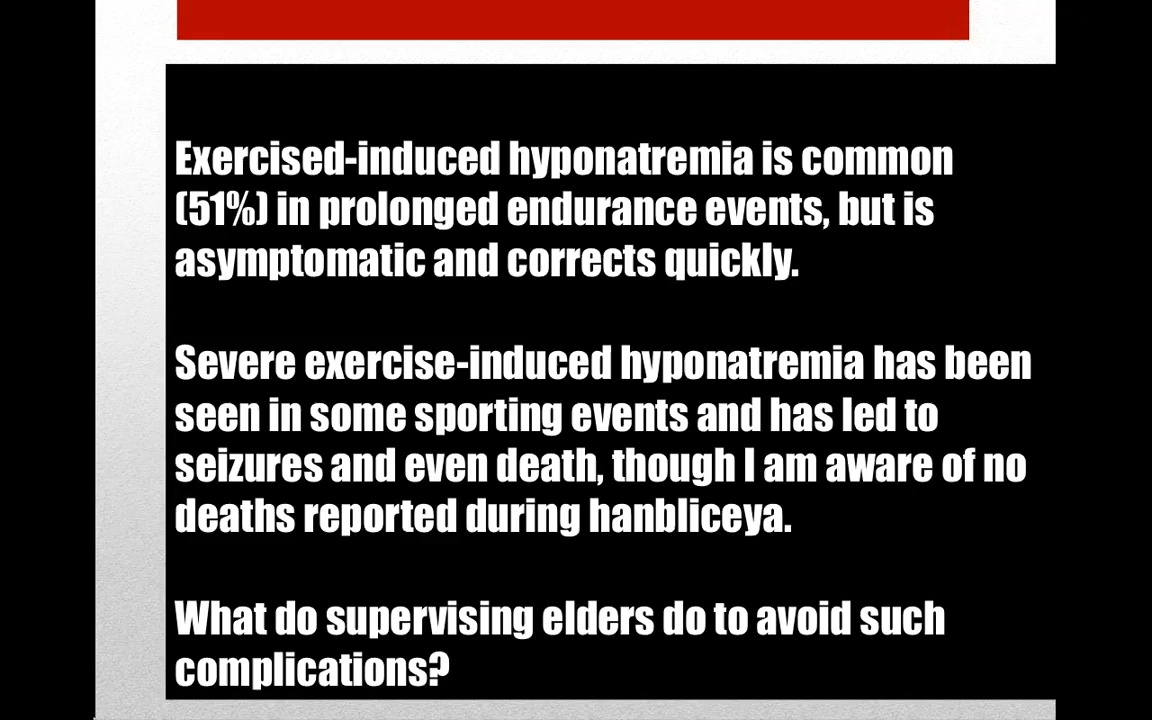 Exercised-induced hyponatremia is common
(51%) in prolonged endurance events, but is
asymptomatic and corrects quickly.
Severe exercise-induced hyponatremia has been
seen in some sporting events and has led to
seizures and even death, though I am aware of no
deaths reported during hanbliceya.
What do supervising elders do to avoid such
complications?